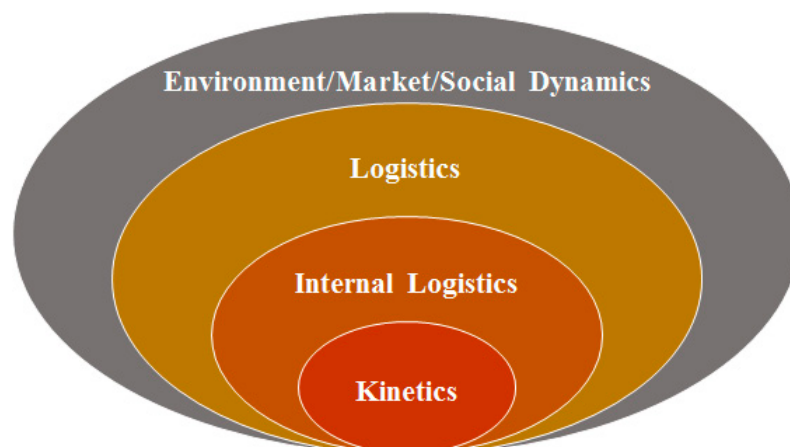 Environment/Market/Social Dynamics
Logistics
Internal Logistics
Kinetics